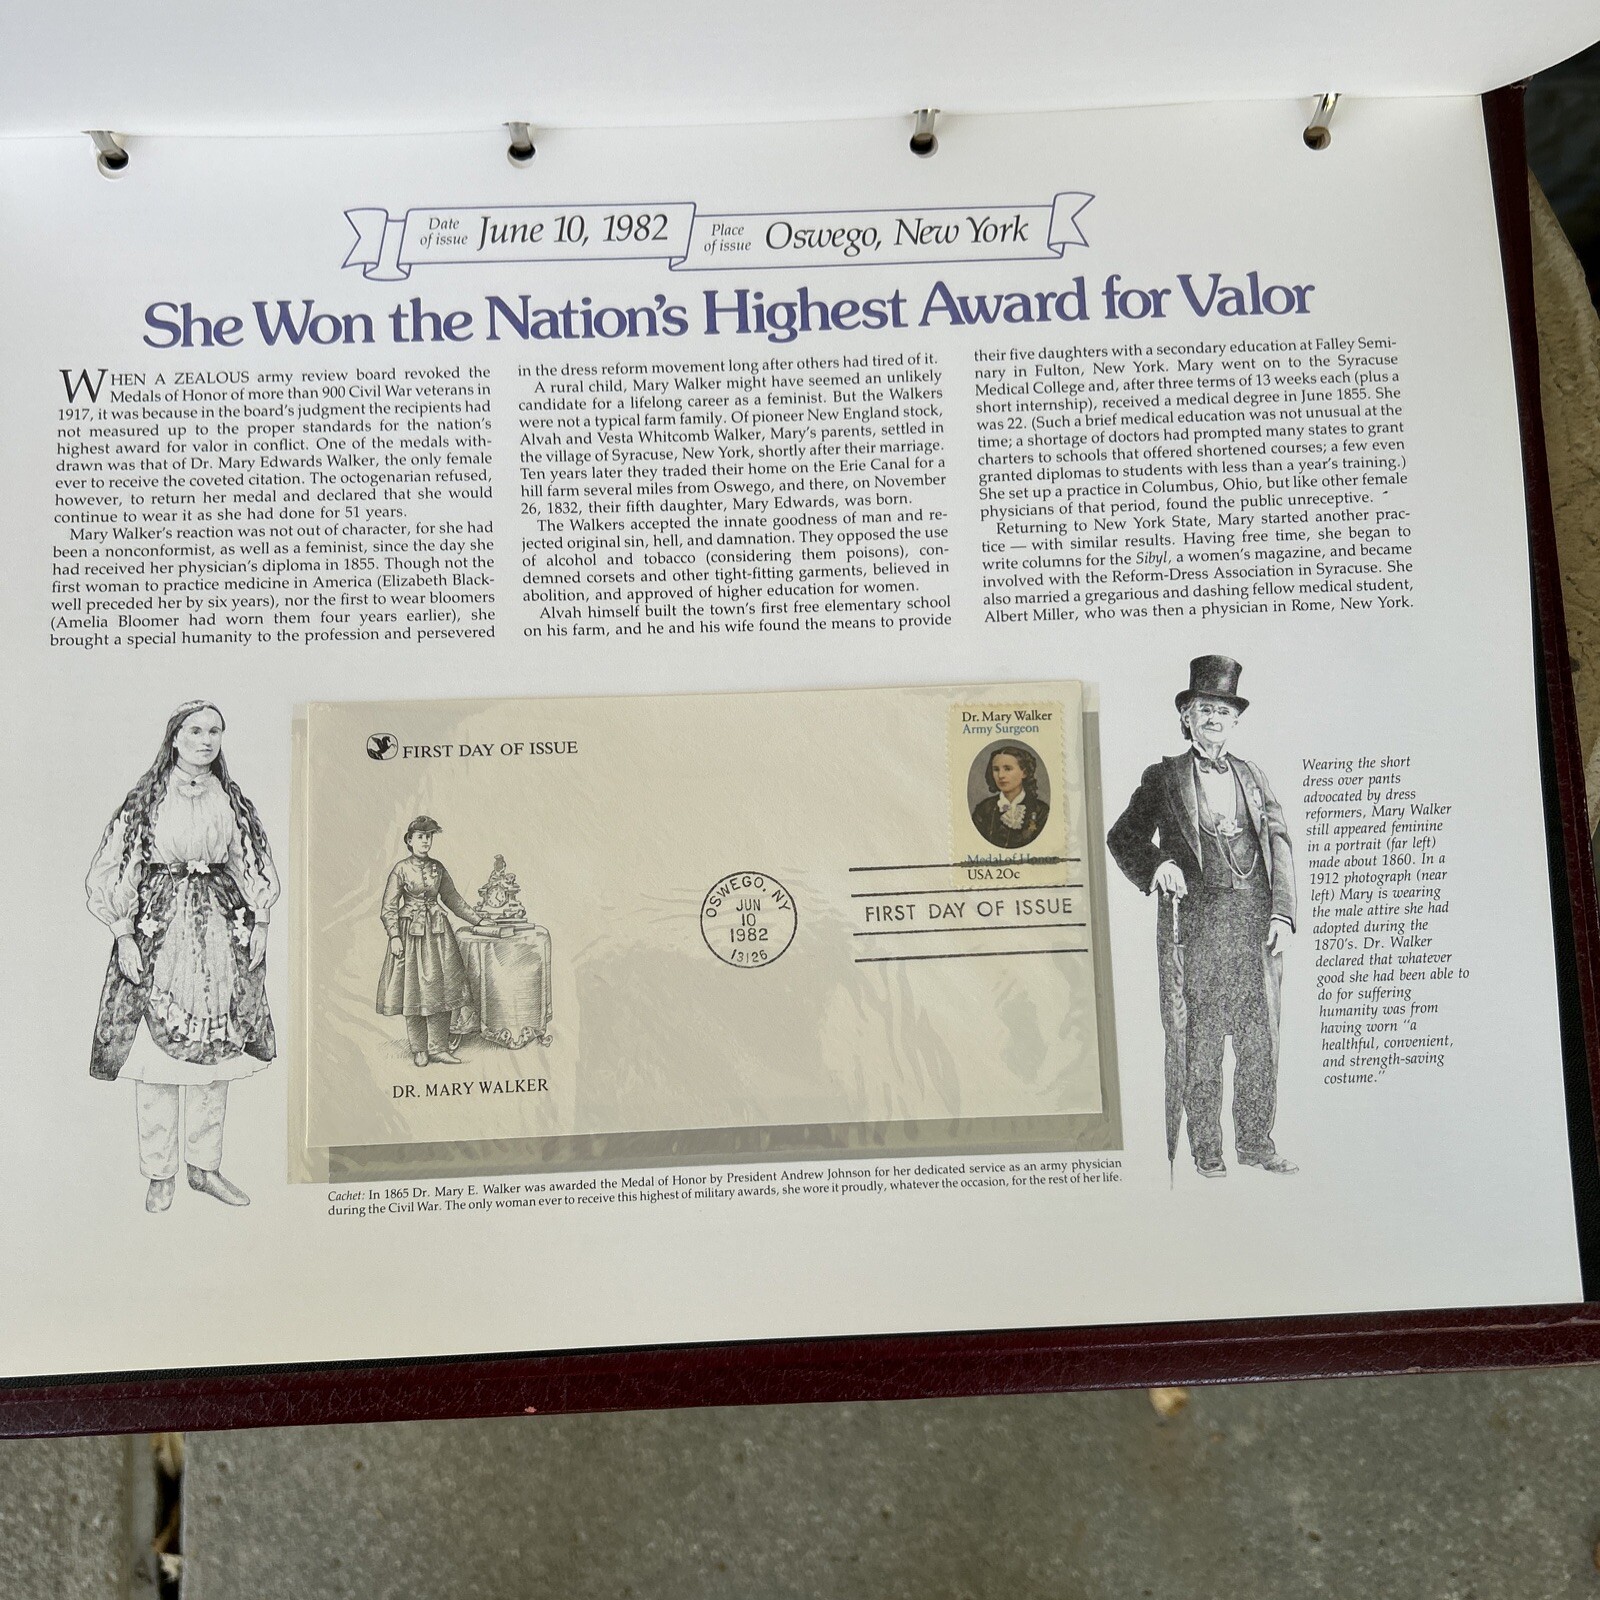 Date
of issue
June 10, 1982
Place
of issue
Oswego, New York
She Won the Nation's Highest Award for Valor
WHEN A ZEALOUS army review board revoked the
Medals of Honor of more than 900 Civil War veterans in
1917, it was because in the board's judgment the recipients had
not measured up to the proper standards for the nation's
highest award for valor in conflict. One of the medals with-
drawn was that of Dr. Mary Edwards Walker, the only female
ever to receive the coveted citation. The octogenarian refused,
however, to return her medal and declared that she would
continue to wear it as she had done for 51 years.
Mary Walker's reaction was not out of character, for she had
been a nonconformist, as well as a feminist, since the day she
had received her physician's diploma in 1855. Though not the
first woman to practice medicine in America (Elizabeth Black-
well preceded her by six years), nor the first to wear bloomers
(Amelia Bloomer had worn them four years earlier), she
brought a special humanity to the profession and persevered
in the dress reform movement long after others had tired of it.
A rural child, Mary Walker might have seemed an unlikely
candidate for a lifelong career as a feminist. But the Walkers
were not a typical farm family. Of pioneer New England stock,
Alvah and Vesta Whitcomb Walker, Mary's parents, settled in
the village of Syracuse, New York, shortly after their marriage.
Ten years later they traded their home on the Erie Canal for a
hill farm several miles from Oswego, and there, on November
26, 1832, their fifth daughter, Mary Edwards, was born.
The Walkers accepted the innate goodness of man and re-
jected original sin, hell, and damnation. They opposed the use
of alcohol and tobacco (considering them poisons), con-
demned corsets and other tight-fitting garments, believed in
abolition, and approved of higher education for women.
Alvah himself built the town's first free elementary school
on his farm, and he and his wife found the means to provide
their five daughters with a secondary education at Falley Semi-
nary in Fulton, New York. Mary went on to the Syracuse
Medical College and, after three terms of 13 weeks each (plus a
short internship), received a medical degree in June 1855. She
was 22. (Such a brief medical education was not unusual at the
time; a shortage of doctors had prompted many states to grant
charters to schools that offered shortened courses; a few even
granted diplomas to students with less than a year's training.)
She set up a practice in Columbus, Ohio, but like other female
physicians of that period, found the public unreceptive.
Returning to New York State, Mary started another prac-
tice — with similar results. Having free time, she began to
write columns for the Sibyl, a women's magazine, and became
involved with the Reform-Dress Association in Syracuse. She
also married a gregarious and dashing fellow medical student,
Albert Miller, who was then a physician in Rome, New York.
FIRST DAY OF ISSUE
DR. MARY WALKER
OSWEGO, NY
JUN
10
1982
13126
Dr. Mary Walker
Army Surgeon
Medal of Honor
USA 20c
FIRST DAY OF ISSUE
Wearing the short
dress over pants
advocated by dress
reformers, Mary Walker
still appeared feminine
in a portrait (far left)
made about 1860. In a
1912 photograph (near
left) Mary is wearing
the male attire she had
adopted during the
1870's. Dr. Walker
declared that whatever
good she had been able to
do for suffering
humanity was from
having worn "a
healthful, convenient,
and strength-saving
costume."
Cachet: In 1865 Dr. Mary E. Walker was awarded the Medal of Honor by President Andrew Johnson for her dedicated service as an army physician
during the Civil War. The only woman ever to receive this highest of military awards, she wore it proudly, whatever the occasion, for the rest of her life.